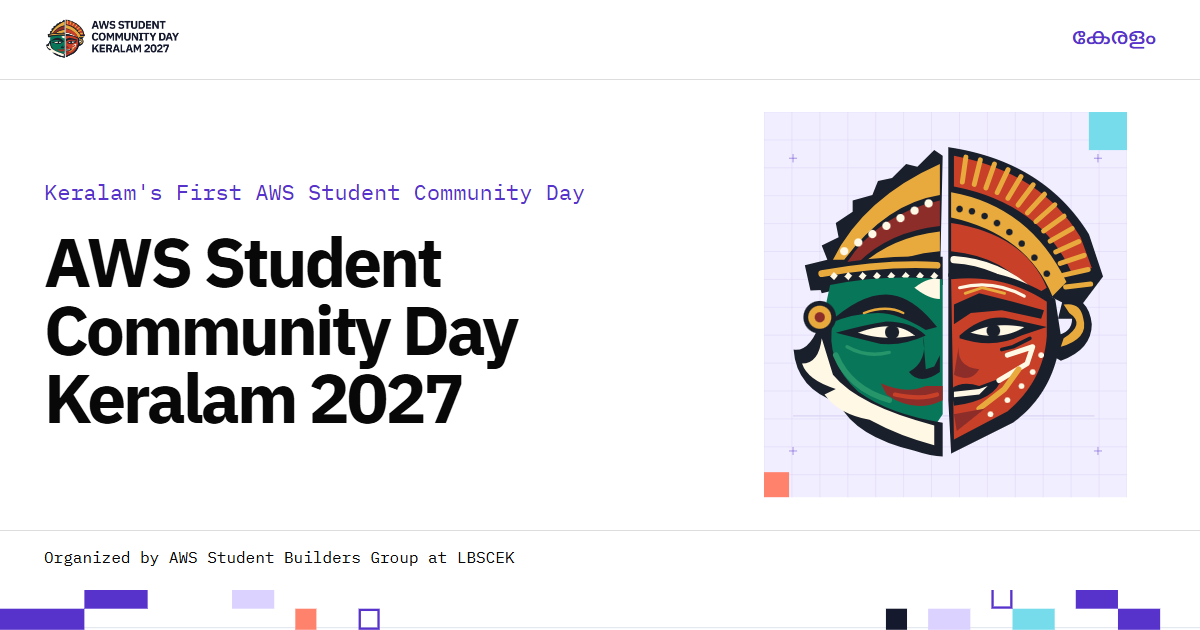 AWS STUDENT
COMMUNITY DAY
KERALAM 2027
കേരളം
Keralam's First AWS Student Community Day
AWS Student
Community Day
Keralam 2027
Organized by AWS Student Builders Group at LBSCEK